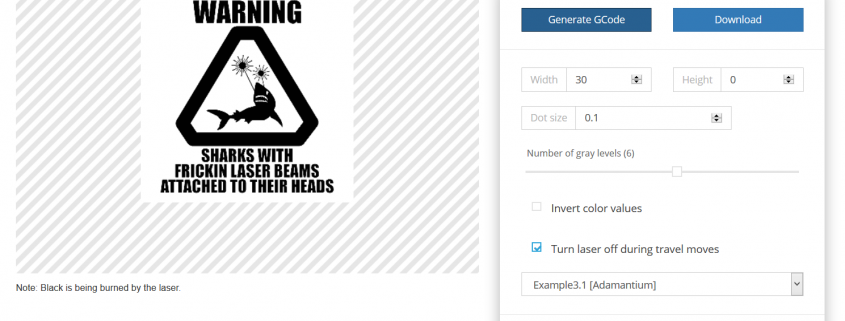 WARNING
SHARKS WITH
FRICKIN LASER BEAMS
ATTACHED TO THEIR HEADS
Note: Black is being burned by the laser.
Generate GCode
Download
Width 30
Height 0
Dot size 0.1
Number of gray levels (6)
Invert color values
Turn laser off during travel moves
Example3.1 [Adamantium]